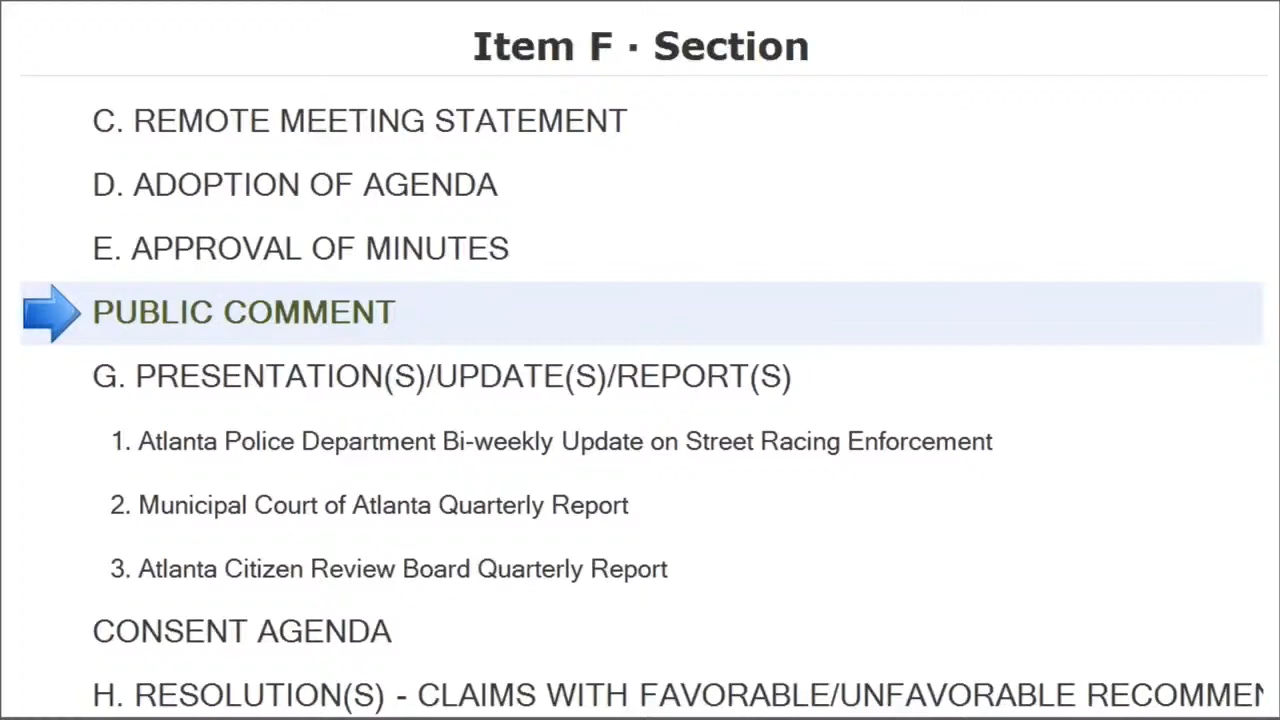 Item F · Section
C. REMOTE MEETING STATEMENT
D. ADOPTION OF AGENDA
E. APPROVAL OF MINUTES
PUBLIC COMMENT
G. PRESENTATION(S)/UPDATE(S)/REPORT(S)
1. Atlanta Police Department Bi-weekly Update on Street Racing Enforcement
2. Municipal Court of Atlanta Quarterly Report
3. Atlanta Citizen Review Board Quarterly Report
CONSENT AGENDA
H. RESOLUTION(S) - CLAIMS WITH FAVORABLE/UNFAVORABLE RECOMMEN